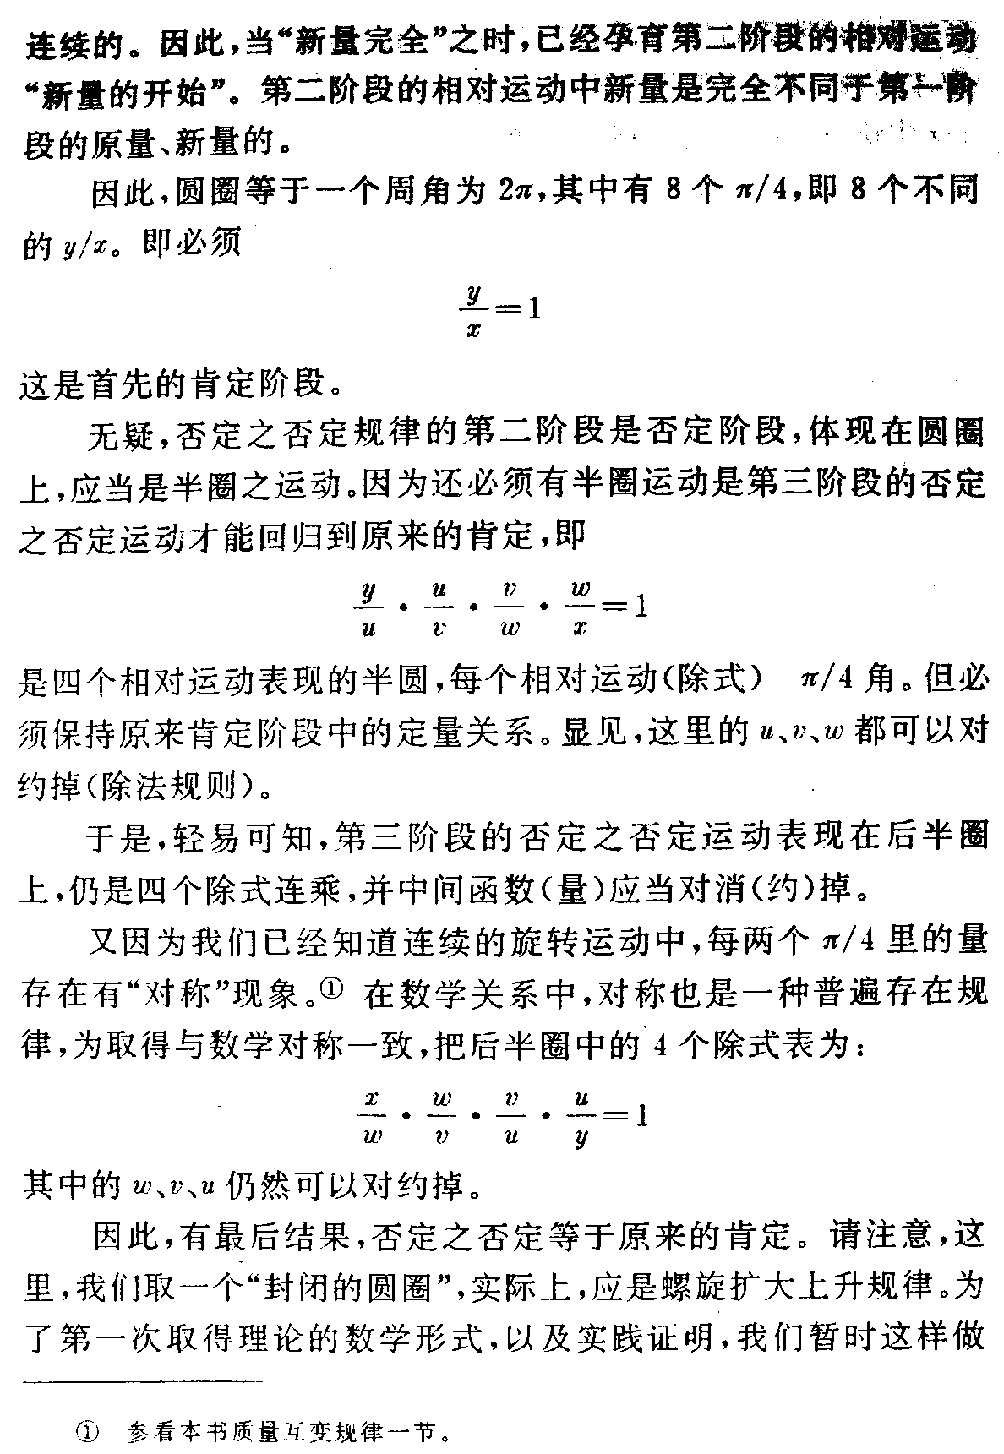 连续的。因此,当“新量完全”之时,已经孕育第二阶段的相对运动
“新量的开始”。第二阶段的相对运动中新量是完全不同于第一阶
段的原量、新量的。
因此,圆圈等于一个周角为 2π,其中有 8 个 π/4,即 8 个不同
的 y/x。即必须
y/x=1
这是首先的肯定阶段。
无疑,否定之否定规律的第二阶段是否定阶段,体现在圆圈
上,应当是半圈之运动。因为还必须有半圈运动是第三阶段的否定
之否定运动才能回归到原来的肯定,即
y/u · u/v · v/w · w/x=1
是四个相对运动表现的半圆,每个相对运动(除式) π/4 角。但必
须保持原来肯定阶段中的定量关系。显见,这里的 u、v、w 都可以对
约掉(除法规则)。
于是,轻易可知,第三阶段的否定之否定运动表现在后半圈
上,仍是四个除式连乘,并中间函数(量)应当对消(约)掉。
又因为我们已经知道连续的旋转运动中,每两个 π/4 里的量
存在有“对称”现象。① 在数学关系中,对称也是一种普遍存在规
律,为取得与数学对称一致,把后半圈中的 4 个除式表为:
x/w · w/v · v/u · u/y=1
其中的 w、v、u 仍然可以对约掉。
因此,有最后结果,否定之否定等于原来的肯定。请注意,这
里,我们取一个“封闭的圆圈”,实际上,应是螺旋扩大上升规律。为
了第一次取得理论的数学形式,以及实践证明,我们暂时这样做
① 参看本书质量互变规律一节。